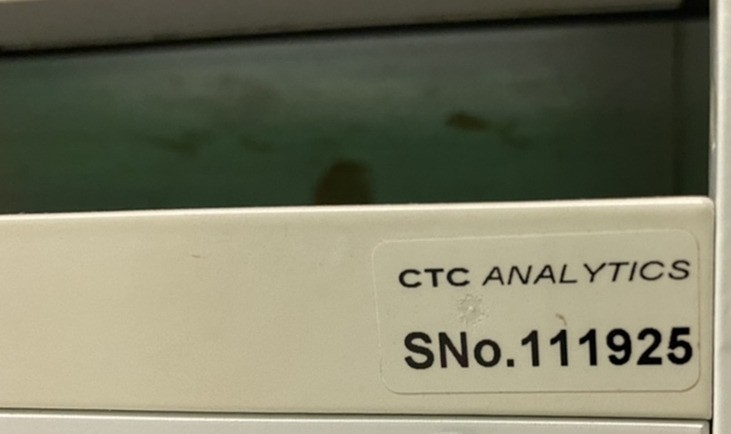 CTC ANALYTICS
SNo.111925